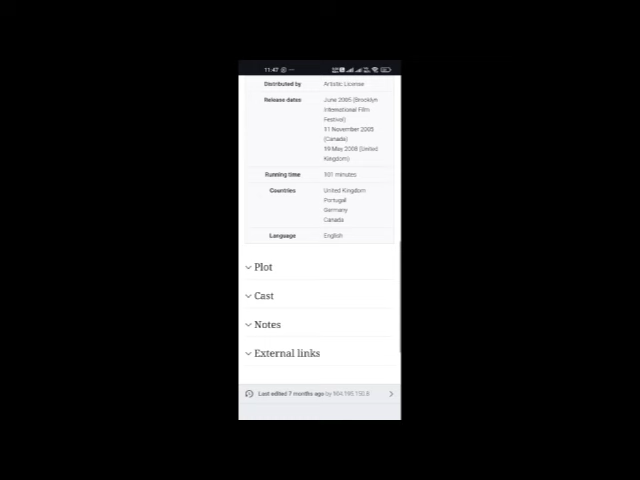 11:47
Distributed by Artistic License
Release dates June 2005 (Brooklyn
International Film
Festival)
11 November 2005
(Canada)
19 May 2006 (United
Kingdom)
Running time 101 minutes
Countries United Kingdom
Portugal
Germany
Canada
Language English
Plot
Cast
Notes
External links
Last edited 7 months ago by